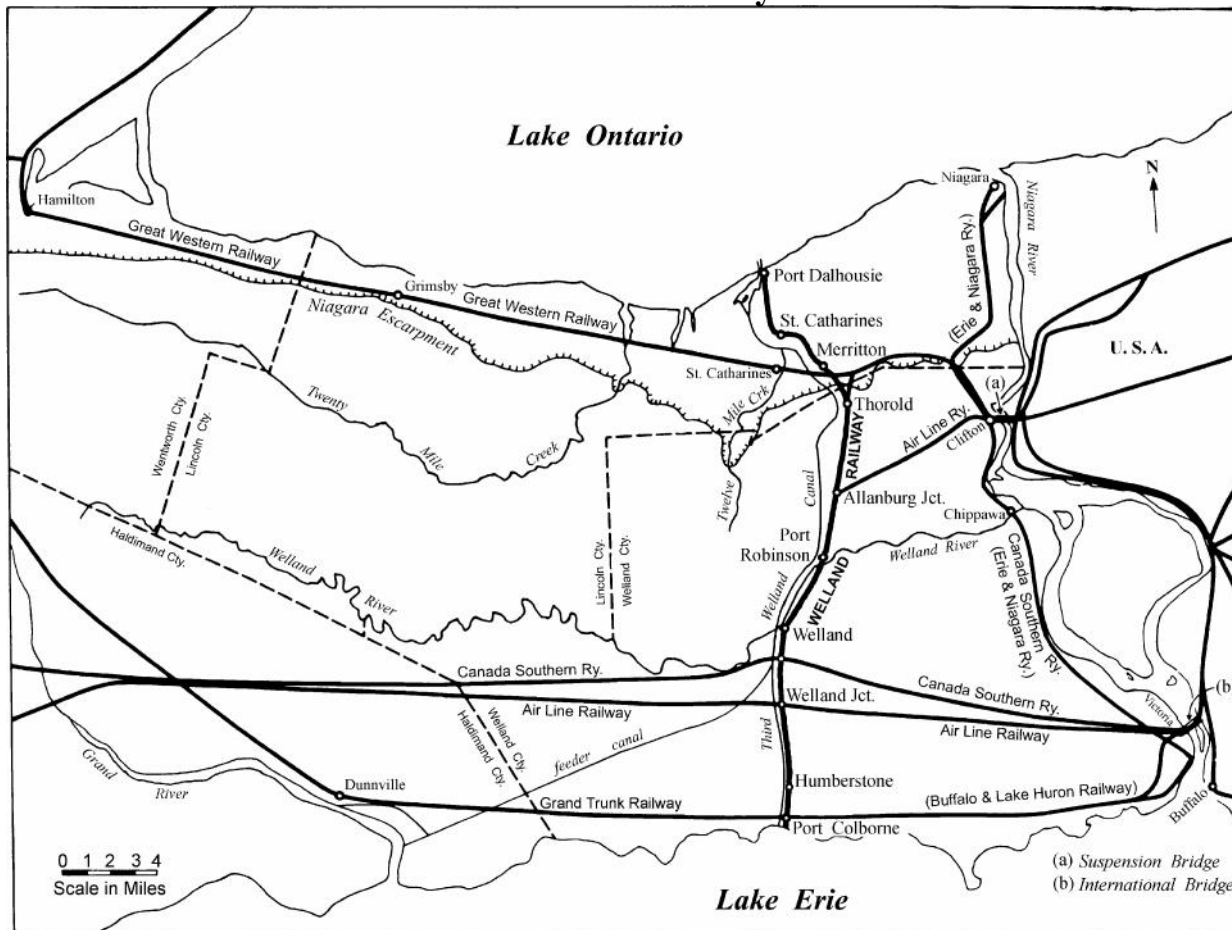 Lake Ontario
N
Niagara
Niagara River
Hamilton
Great Western Railway
Grimsby
Great Western Railway
Niagara Escarpment
Port Dalhousie
(Erie & Niagara Ry.)
St. Catharines
Merritton
U. S. A.
St. Catharines
(a)
Mile Crk
Thorold
Air Line Ry.
Clifton
Twenty
Mile
Creek
Wentworth Cty.
Lincoln Cty.
RAILWAY
Twelve
Canal
Allanburg Jct.
Chippawa
Port
Robinson
Welland River
Haldimand Cty.
Welland
River
Lincoln Cty.
Welland Cty.
Welland
WELLAND
Canada Southern Ry.
(Erie & Niagara Ry.)
Welland
Canada Southern Ry.
Canada Southern Ry.
(b
Victoria
Welland Jct.
Air Line Railway
Air Line Railway
Welland Cty.
Haldimand Cty.
feeder canal
Third
Grand
River
Dunnville
Humberstone
Grand Trunk Railway
(Buffalo & Lake Huron Railway)
Buffalo
Port Colborne
0 1 2 3 4
Scale in Miles
(a) Suspension Bridge
(b) International Bridge
Lake Erie